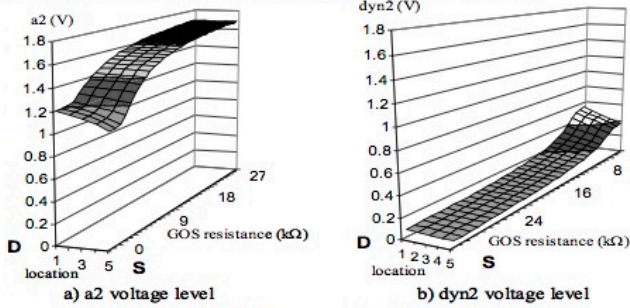 a2 (V)
1.8
1.6
1.4
1.2
1
0.8
0.6
0.4
0.2
0
D
1
3
5
location
S
0
9
18
27
GOS resistance (kΩ)
a) a2 voltage level
dyn2 (V)
1.8
1.6
1.4
1.2
1
0.8
0.6
0.4
0.2
0
D
1 2 3 4 5
location
S
24
16
8
GOS resistance (kΩ)
b) dyn2 voltage level